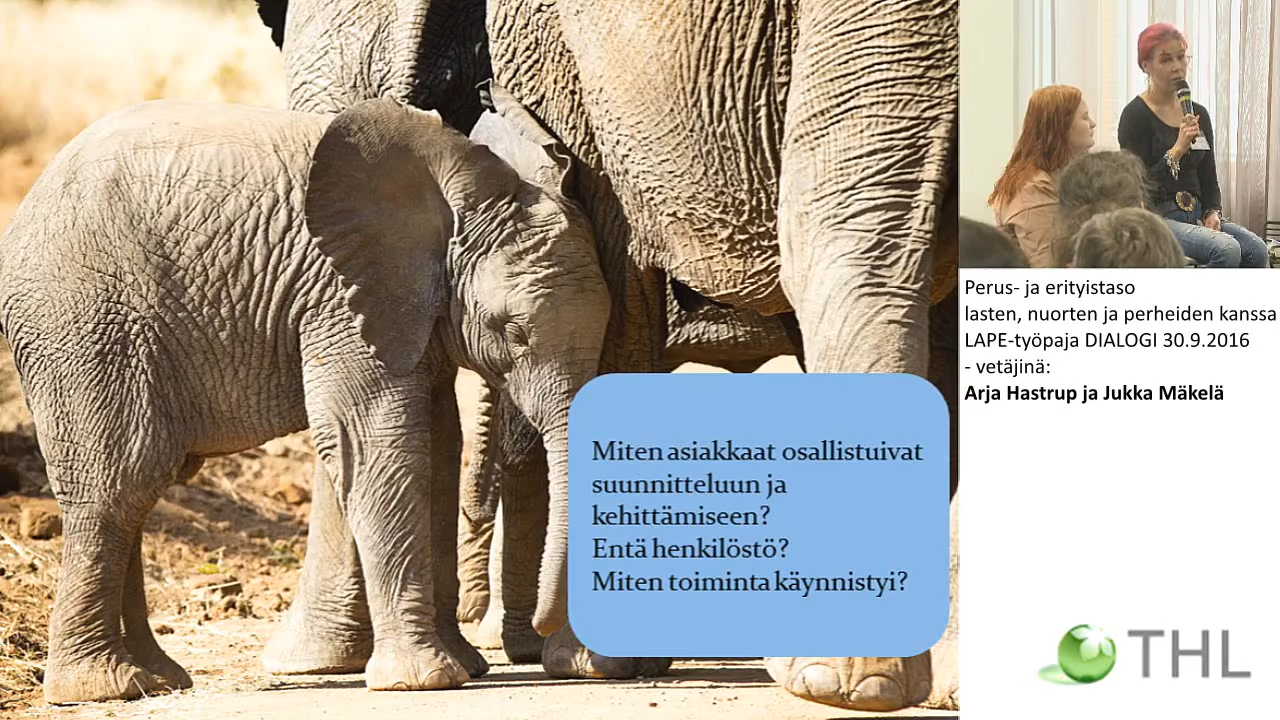 Miten asiakkaat osallistuivat
suunnitteluun ja
kehittämiseen?
Entä henkilöstö?
Miten toiminta käynnistyi?
Perus- ja erityistaso
lasten, nuorten ja perheiden kanssa
LAPE-työpaja DIALOGI 30.9.2016
- vetäjinä:
Arja Hastrup ja Jukka Mäkelä
THL